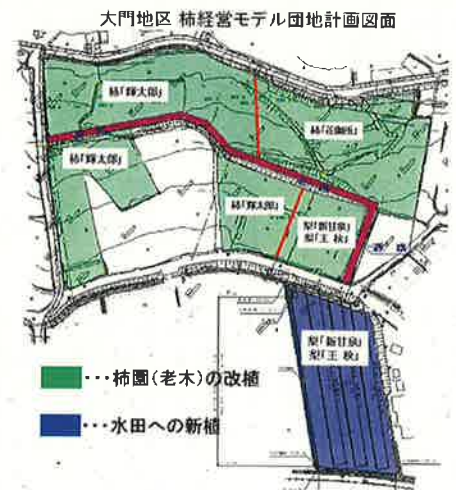 大門地区 柿経営モデル団地計画図面
柿「輝太郎」
柿「花御所」
柿「輝太郎」
柿「輝太郎」
梨「新甘泉」
梨「王 秋」
梨「新甘泉」
梨「王 秋」
･･･柿園(老木)の改植
･･･水田への新植